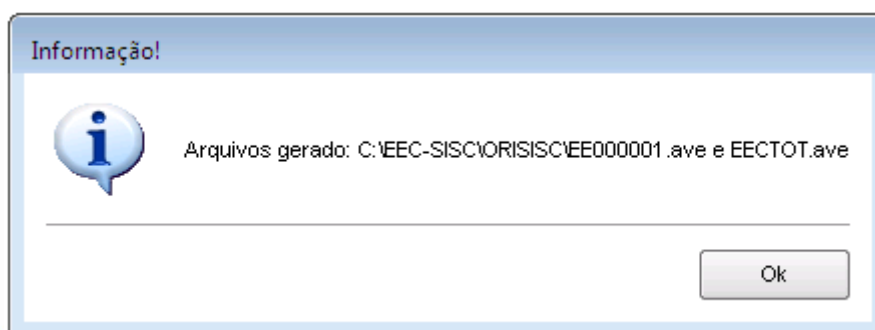 Informação!
Arquivos gerado: C:\EEC-SISC\ORISISC\EE000001.ave e EECTOT.ave
Ok